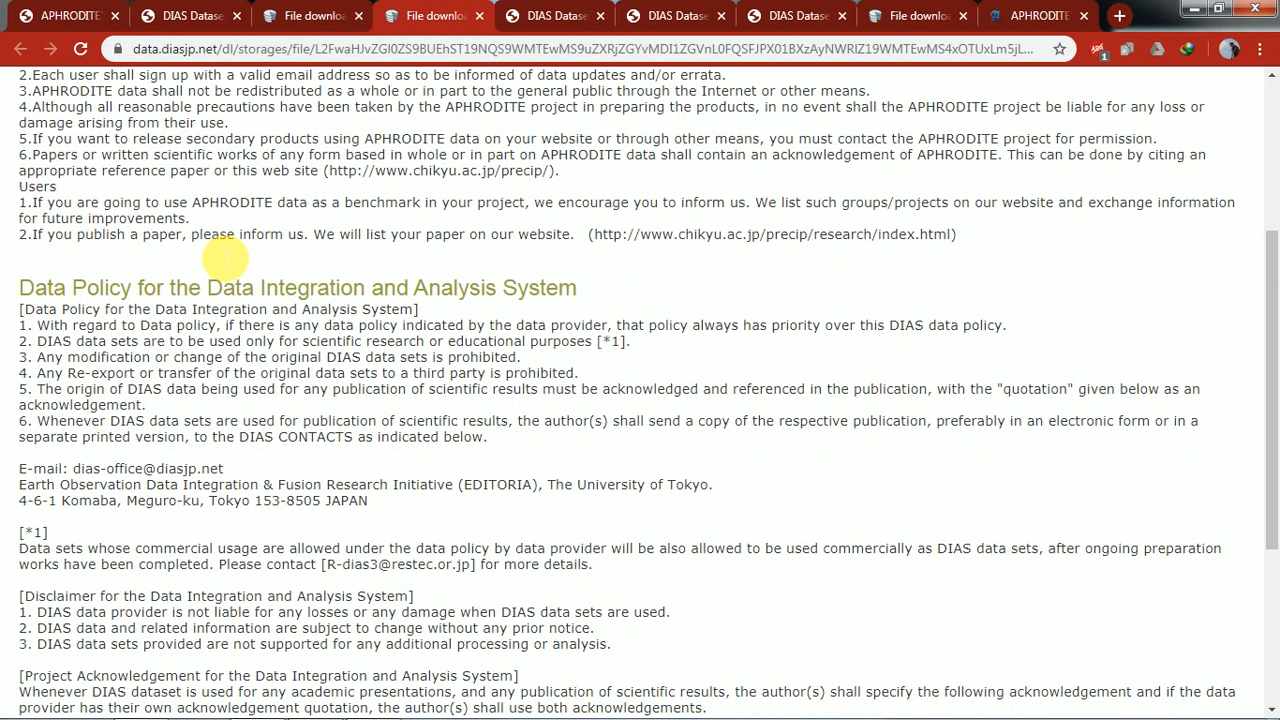 APHRODITE
DIAS Datase
File downlo
File downlo
DIAS Datase
DIAS Datase
DIAS Datase
File downlo
APHRODITE
data.diasjp.net/dl/storages/file/L2FwaHJvZGl0ZS9BUEhST19NQS9WMTEwMS9uZXRjZGYvMDI1ZGVnL0FQSFJPX01BXzAyNWRlZ19WMTEwMS4xOTUxLm5jL...
1
2.Each user shall sign up with a valid email address so as to be informed of data updates and/or errata.
3.APHRODITE data shall not be redistributed as a whole or in part to the general public through the Internet or other means.
4.Although all reasonable precautions have been taken by the APHRODITE project in preparing the products, in no event shall the APHRODITE project be liable for any loss or
damage arising from their use.
5.If you want to release secondary products using APHRODITE data on your website or through other means, you must contact the APHRODITE project for permission.
6.Papers or written scientific works of any form based in whole or in part on APHRODITE data shall contain an acknowledgement of APHRODITE. This can be done by citing an
appropriate reference paper or this web site (http://www.chikyu.ac.jp/precip/).
Users
1.If you are going to use APHRODITE data as a benchmark in your project, we encourage you to inform us. We list such groups/projects on our website and exchange information
for future improvements.
2.If you publish a paper, please inform us. We will list your paper on our website. (http://www.chikyu.ac.jp/precip/research/index.html)
Data Policy for the Data Integration and Analysis System
[Data Policy for the Data Integration and Analysis System]
1. With regard to Data policy, if there is any data policy indicated by the data provider, that policy always has priority over this DIAS data policy.
2. DIAS data sets are to be used only for scientific research or educational purposes [*1].
3. Any modification or change of the original DIAS data sets is prohibited.
4. Any Re-export or transfer of the original data sets to a third party is prohibited.
5. The origin of DIAS data being used for any publication of scientific results must be acknowledged and referenced in the publication, with the "quotation" given below as an
acknowledgement.
6. Whenever DIAS data sets are used for publication of scientific results, the author(s) shall send a copy of the respective publication, preferably in an electronic form or in a
separate printed version, to the DIAS CONTACTS as indicated below.
E-mail: dias-office@diasjp.net
Earth Observation Data Integration & Fusion Research Initiative (EDITORIA), The University of Tokyo.
4-6-1 Komaba, Meguro-ku, Tokyo 153-8505 JAPAN
[*1]
Data sets whose commercial usage are allowed under the data policy by data provider will be also allowed to be used commercially as DIAS data sets, after ongoing preparation
works have been completed. Please contact [R-dias3@restec.or.jp] for more details.
[Disclaimer for the Data Integration and Analysis System]
1. DIAS data provider is not liable for any losses or any damage when DIAS data sets are used.
2. DIAS data and related information are subject to change without any prior notice.
3. DIAS data sets provided are not supported for any additional processing or analysis.
[Project Acknowledgement for the Data Integration and Analysis System]
Whenever DIAS dataset is used for any academic presentations, and any publication of scientific results, the author(s) shall specify the following acknowledgement and if the data
provider has their own acknowledgement quotation, the author(s) shall use both acknowledgements.